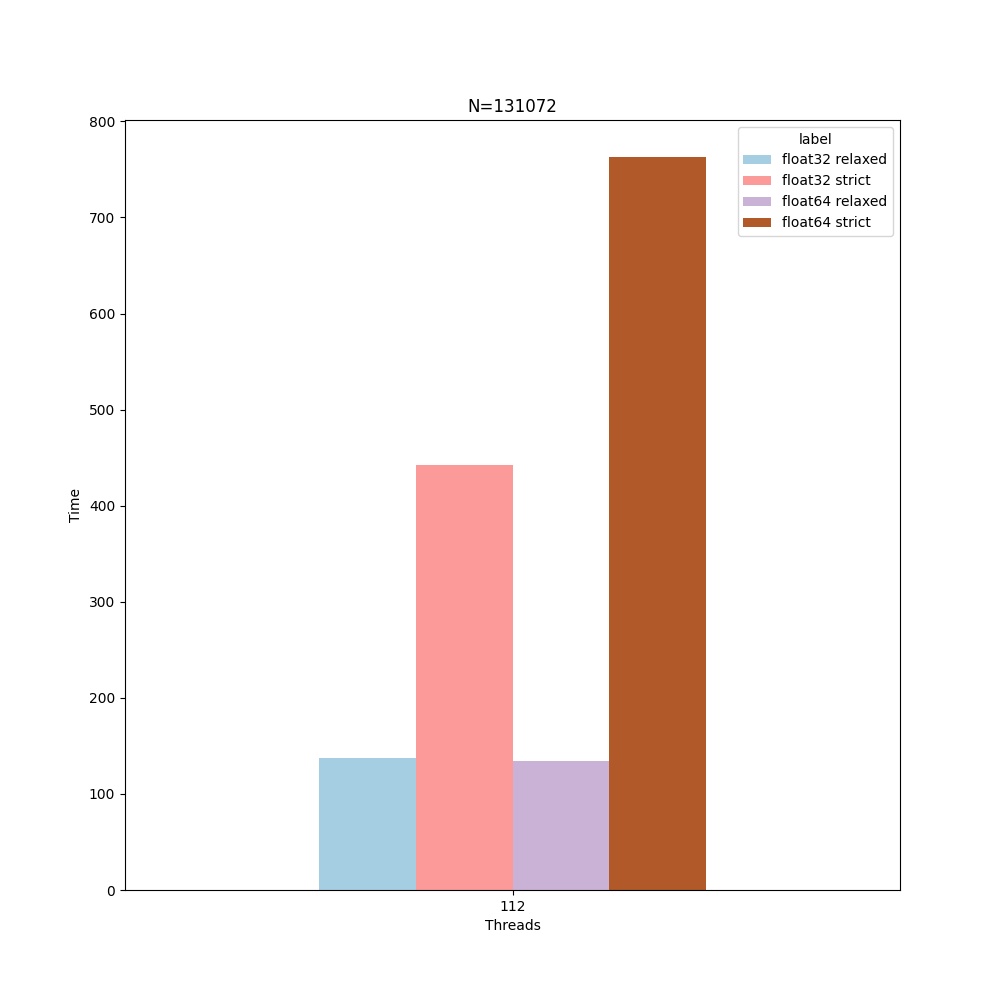 N=131072
800
700
600
500
400
300
200
100
0
Time
label
float32 relaxed
float32 strict
float64 relaxed
float64 strict
112
Threads